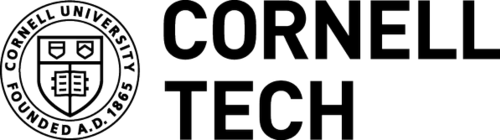 CORNELL UNIVERSITY
FOUNDED A.D. 1865
CORNELL
TECH